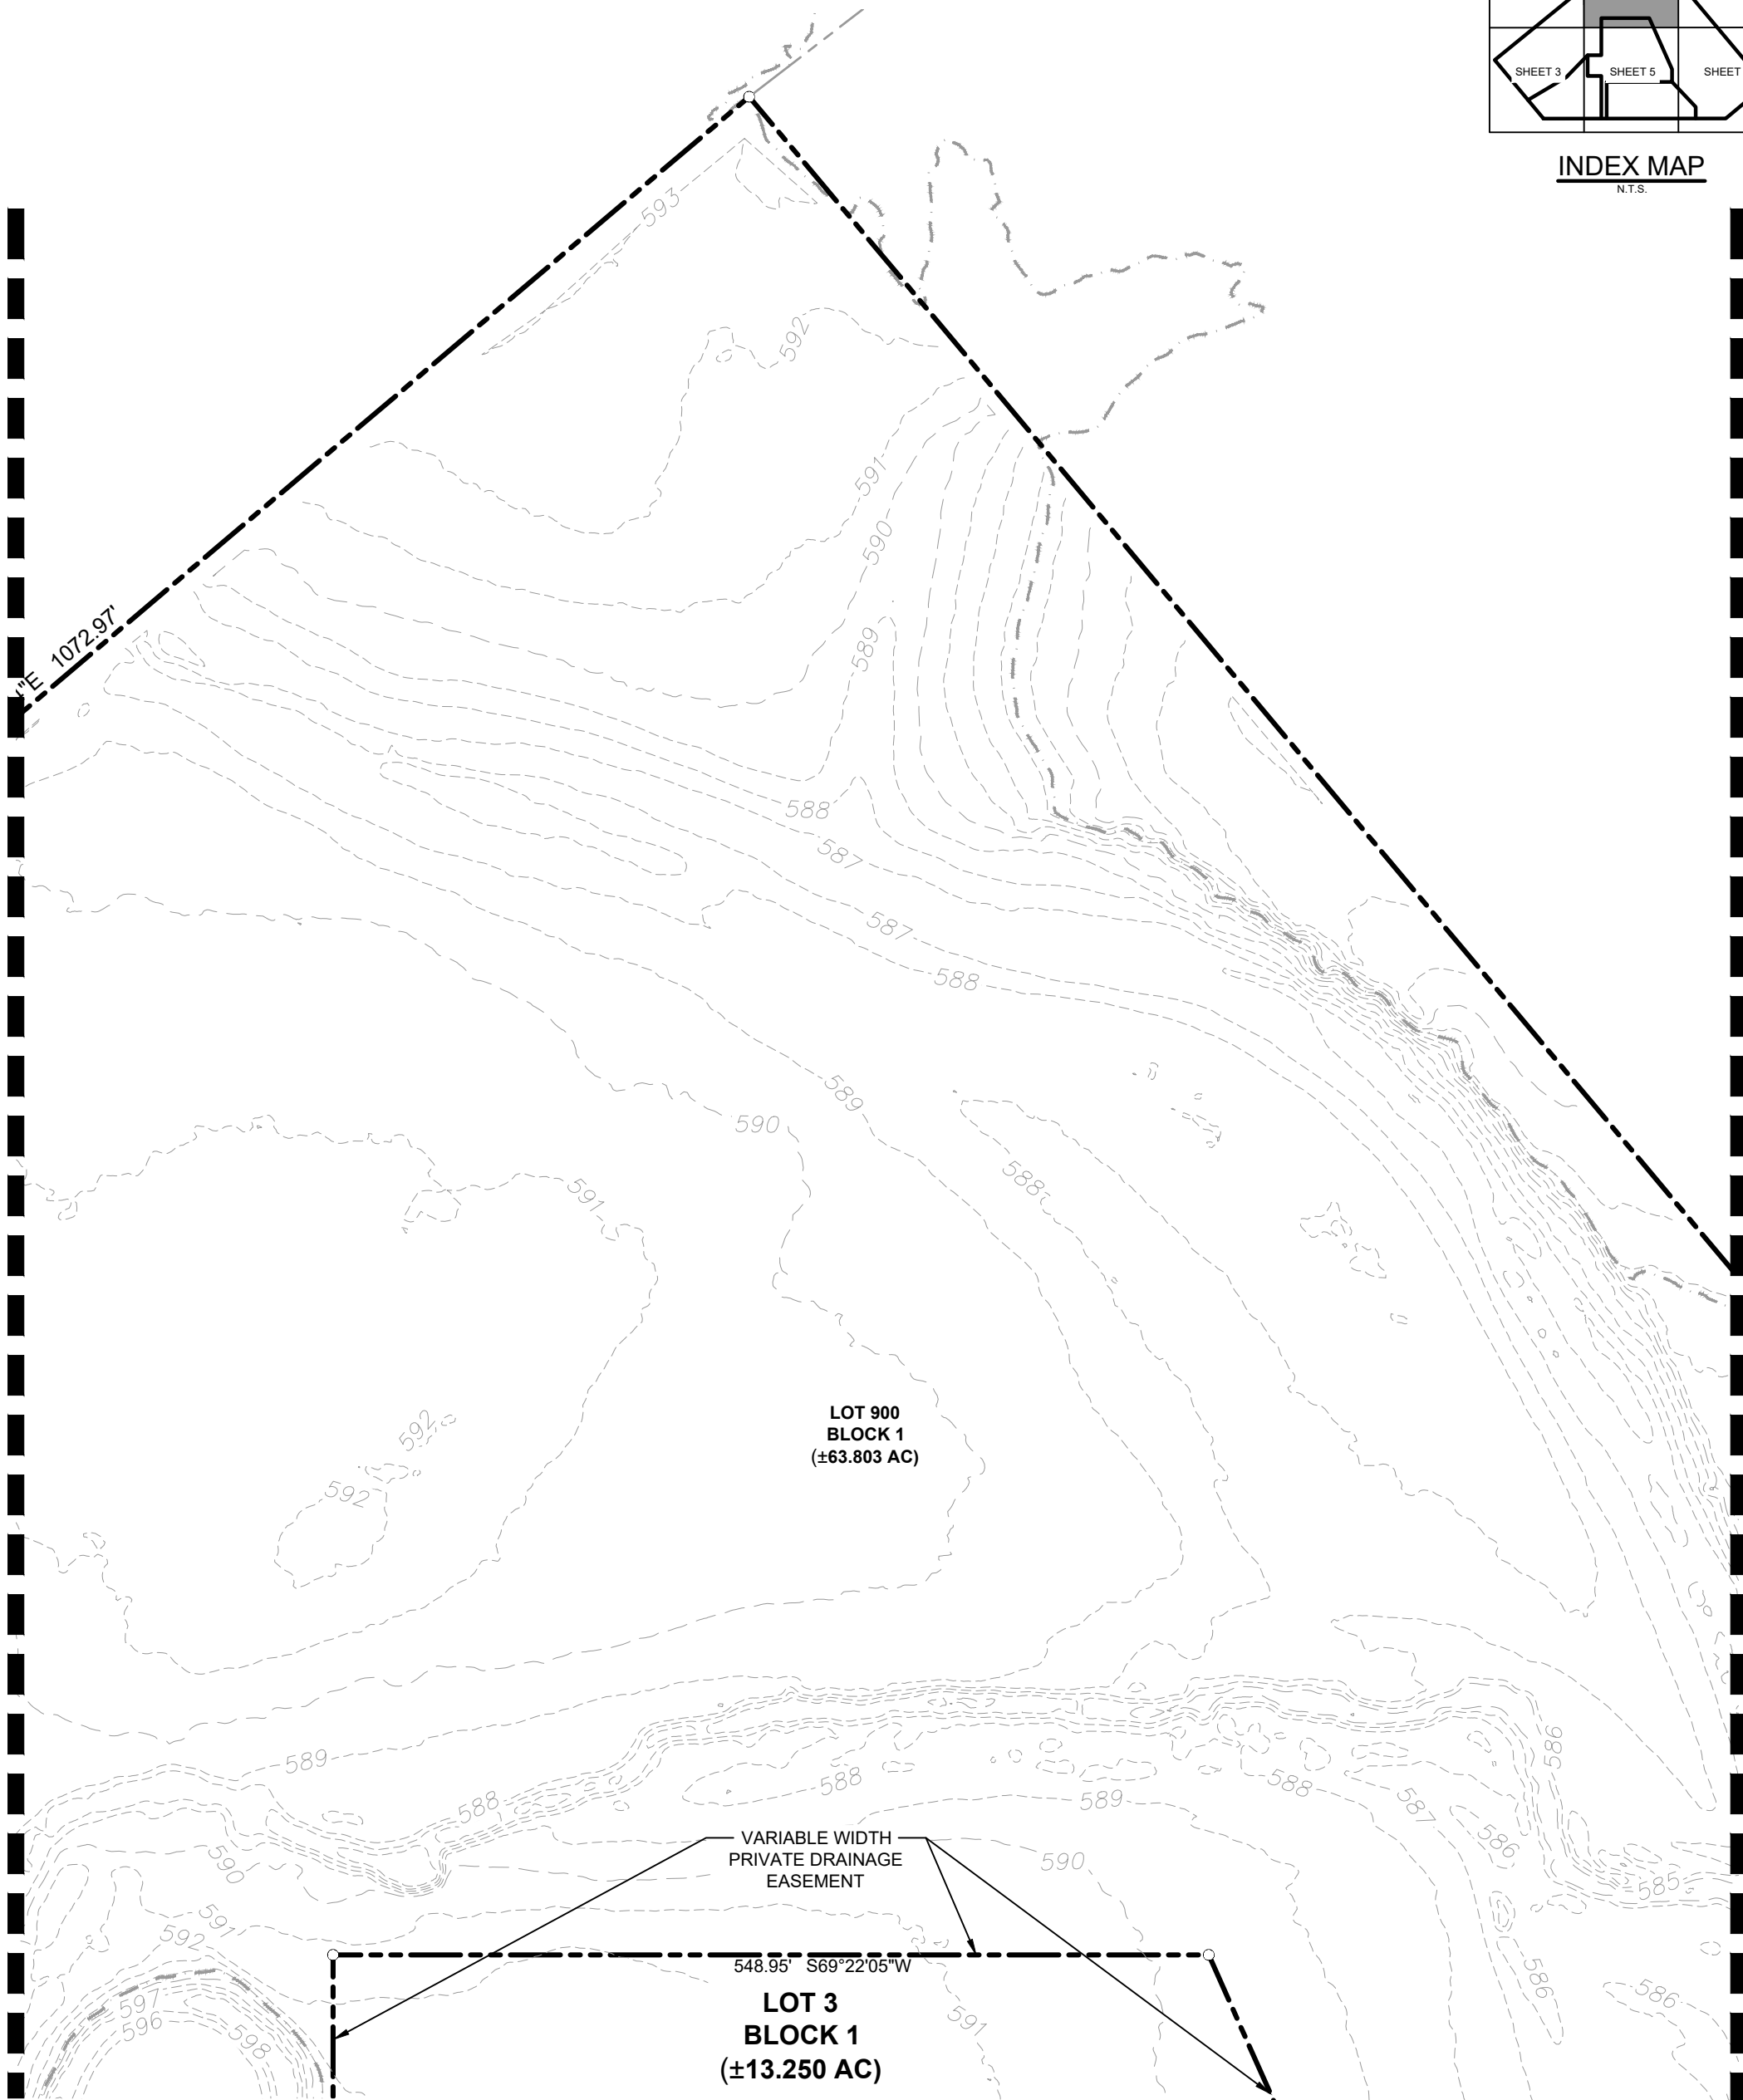 SHEET 3
SHEET 5
SHEET
INDEX MAP
N.T.S.
593
592
591
590
"E 1072.97'
589
588
587
587
588
589
590
588
591
592
592
LOT 900
BLOCK 1
(±63.803 AC)
586
589
588
588
588
589
587
586
VARIABLE WIDTH
PRIVATE DRAINAGE
EASEMENT
590
590
585
591
592
548.95' S69°22'05"W
586
586
597
596
598
591
LOT 3
BLOCK 1
(±13.250 AC)